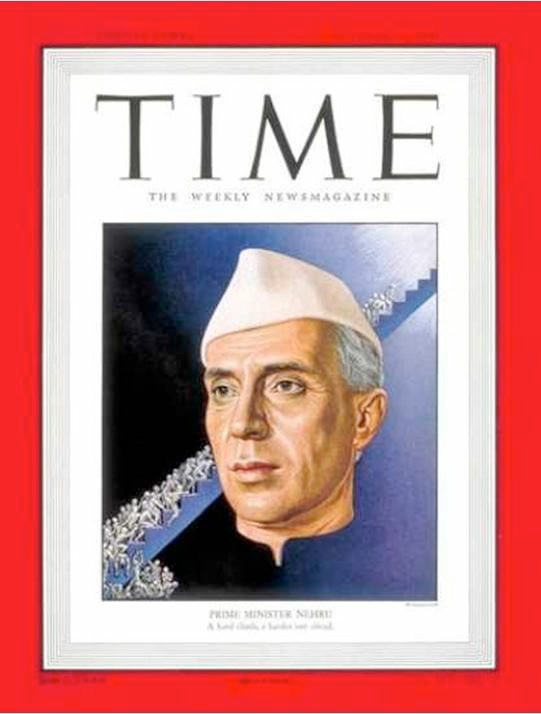 TIME
THE WEEKLY NEWSMAGAZINE
PRIME MINISTER NEHRU
A hard climb, a harder one ahead.